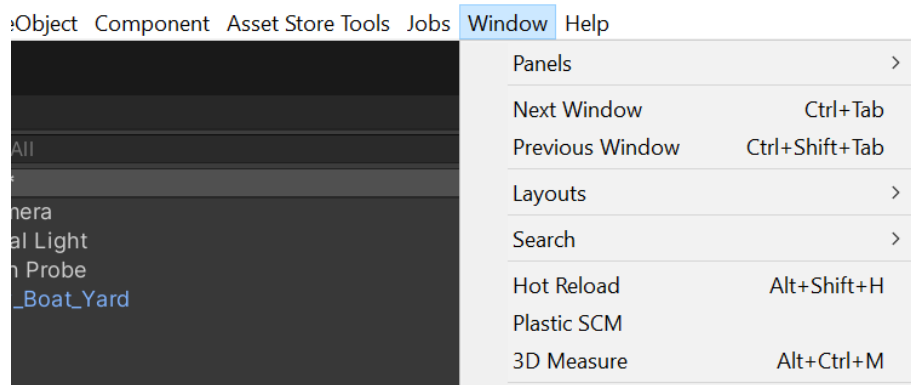 eObject Component Asset Store Tools Jobs Window Help
Panels
Next Window Ctrl+Tab
Previous Window Ctrl+Shift+Tab
All
Layouts
mera
Search
al Light
n Probe
Hot Reload Alt+Shift+H
_Boat_Yard
Plastic SCM
3D Measure Alt+Ctrl+M